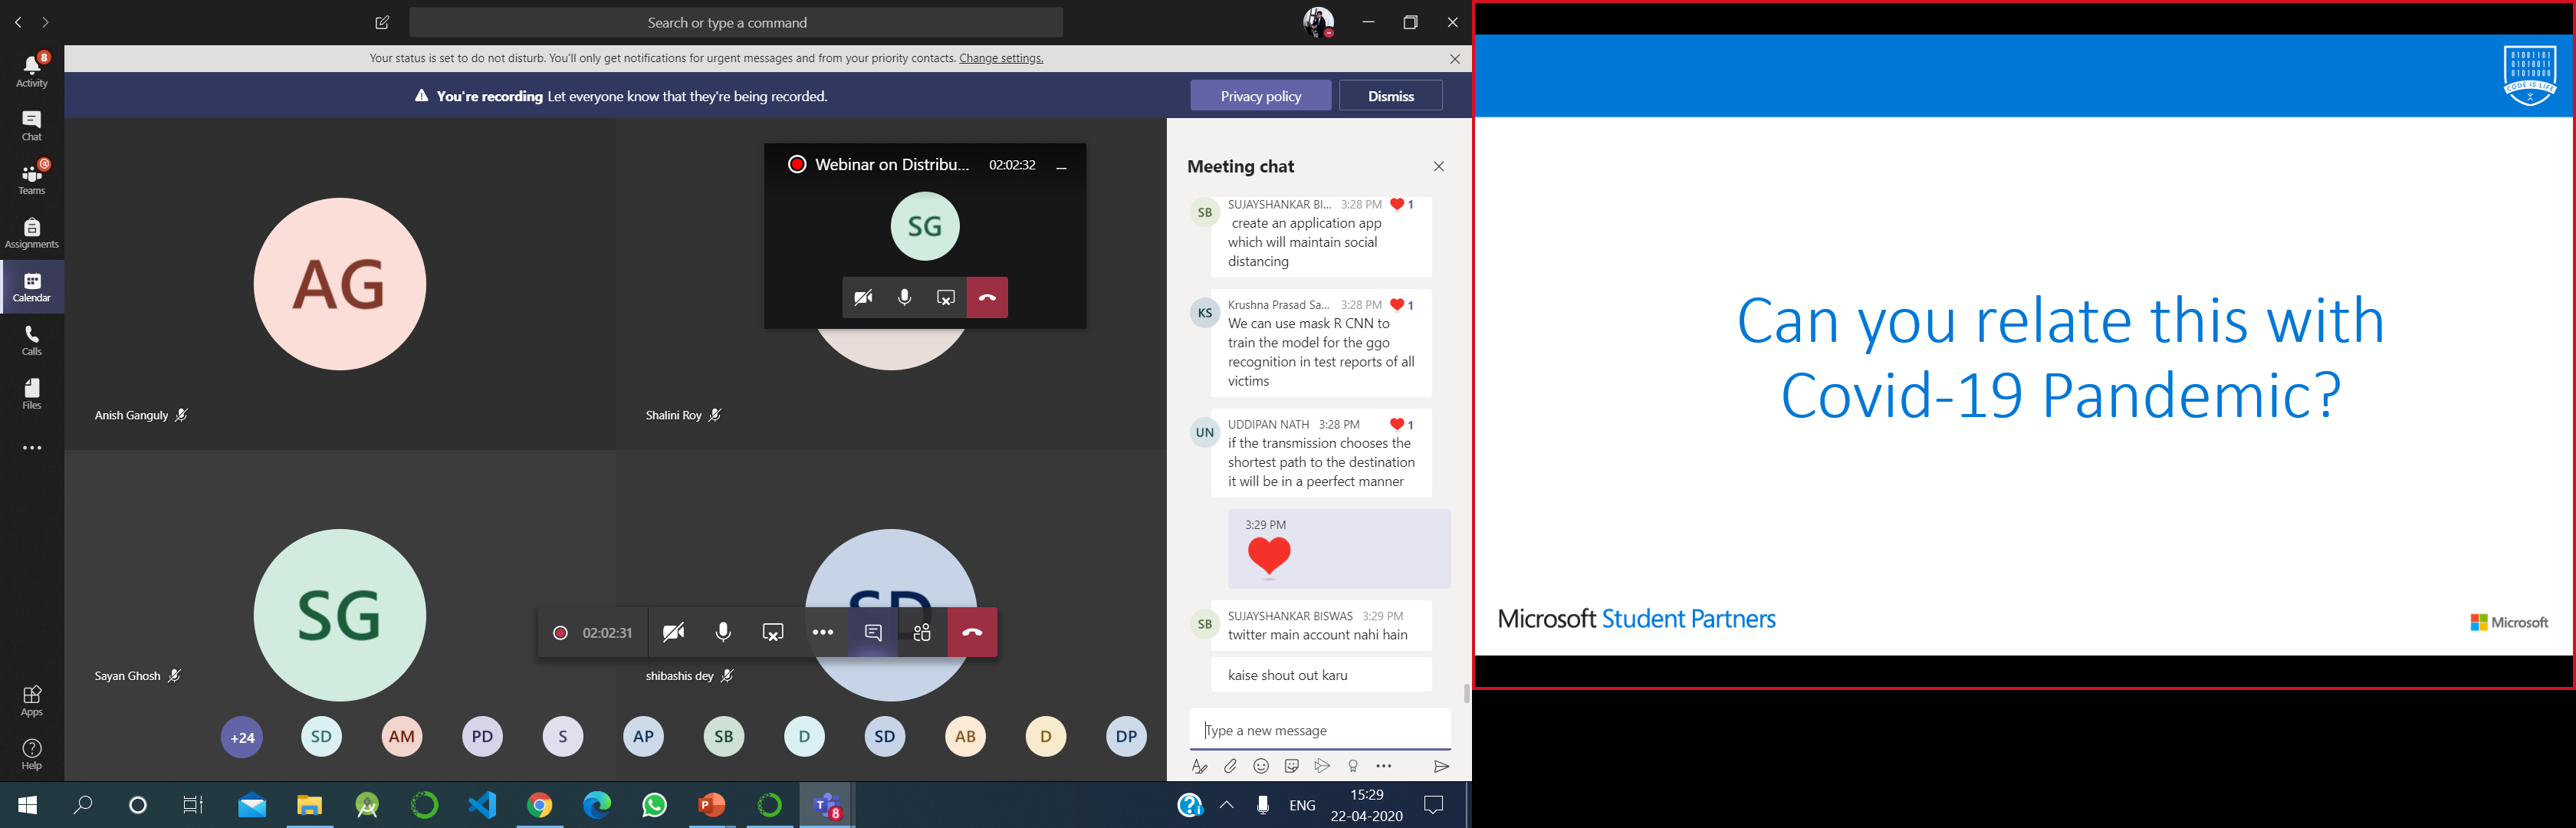 Search or type a command
Your status is set to do not disturb. You'll only get notifications for urgent messages and from your priority contacts. Change settings.
You're recording Let everyone know that they're being recorded.
Privacy policy
Dismiss
8
Activity
Chat
@
Teams
Assignments
Calendar
Calls
Files
Apps
Help
AG
Anish Ganguly
Shalini Roy
Webinar on Distribu... 02:02:32
SG
SG
Sayan Ghosh
SD
shibashis dey
02:02:31
+24 SD AM PD S AP SB D SD AB D DP
Meeting chat
SB
SUJAYSHANKAR BI... 3:28 PM 1
create an application app
which will maintain social
distancing
KS
Krushna Prasad Sa... 3:28 PM 1
We can use mask R CNN to
train the model for the ggo
recognition in test reports of all
victims
UN
UDDIPAN NATH 3:28 PM 1
if the transmission chooses the
shortest path to the destination
it will be in a peerfect manner
3:29 PM
SB
SUJAYSHANKAR BISWAS 3:29 PM
twitter main account nahi hain
kaise shout out karu
Type a new message
8
ENG
15:29
22-04-2020
01001101
01010011
01010000
CODE IS LIFE
Can you relate this with
Covid-19 Pandemic?
Microsoft Student Partners
Microsoft